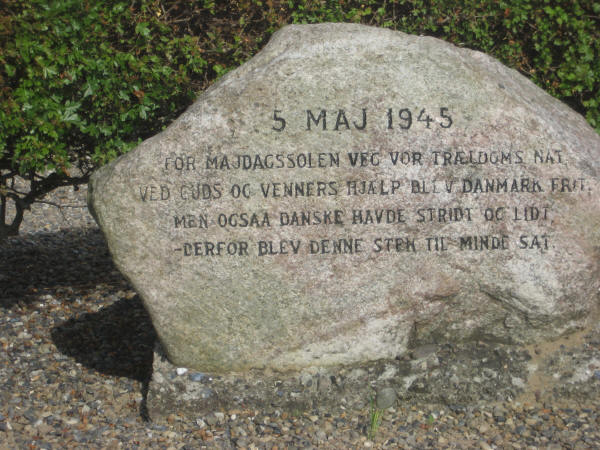 5 MAJ 1945
FOR MAJDAGSSOLEN VEG VOR TRÆLDOMS NAT,
VED GUDS OG VENNERS HJÆLP BLEV DANMARK FRIT,
MEN OGSAA DANSKE HAVDE STRIDT OG LIDT
-DERFOR BLEV DENNE STEN TIL MINDE SAT.